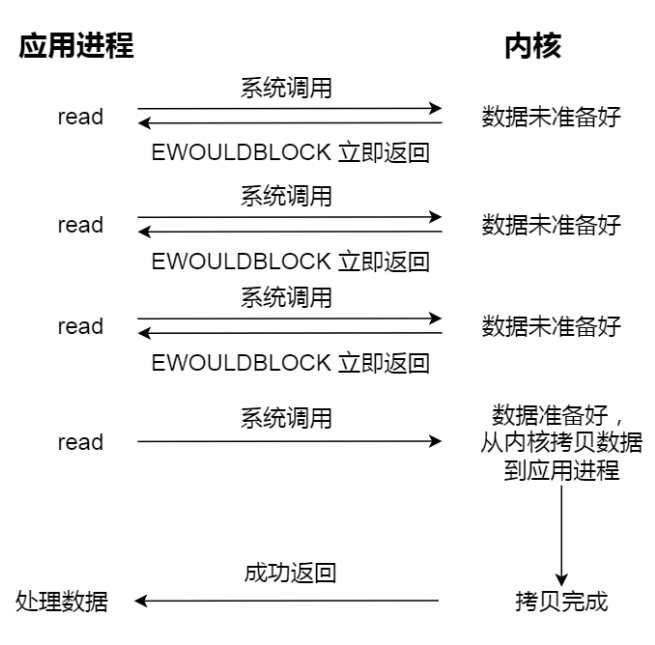 应用进程
内核
系统调用
read
数据未准备好
EWOULDBLOCK 立即返回
系统调用
read
数据未准备好
EWOULDBLOCK 立即返回
系统调用
read
数据未准备好
EWOULDBLOCK 立即返回
系统调用
read
数据准备好，
从内核拷贝数据
到应用进程
成功返回
处理数据
拷贝完成